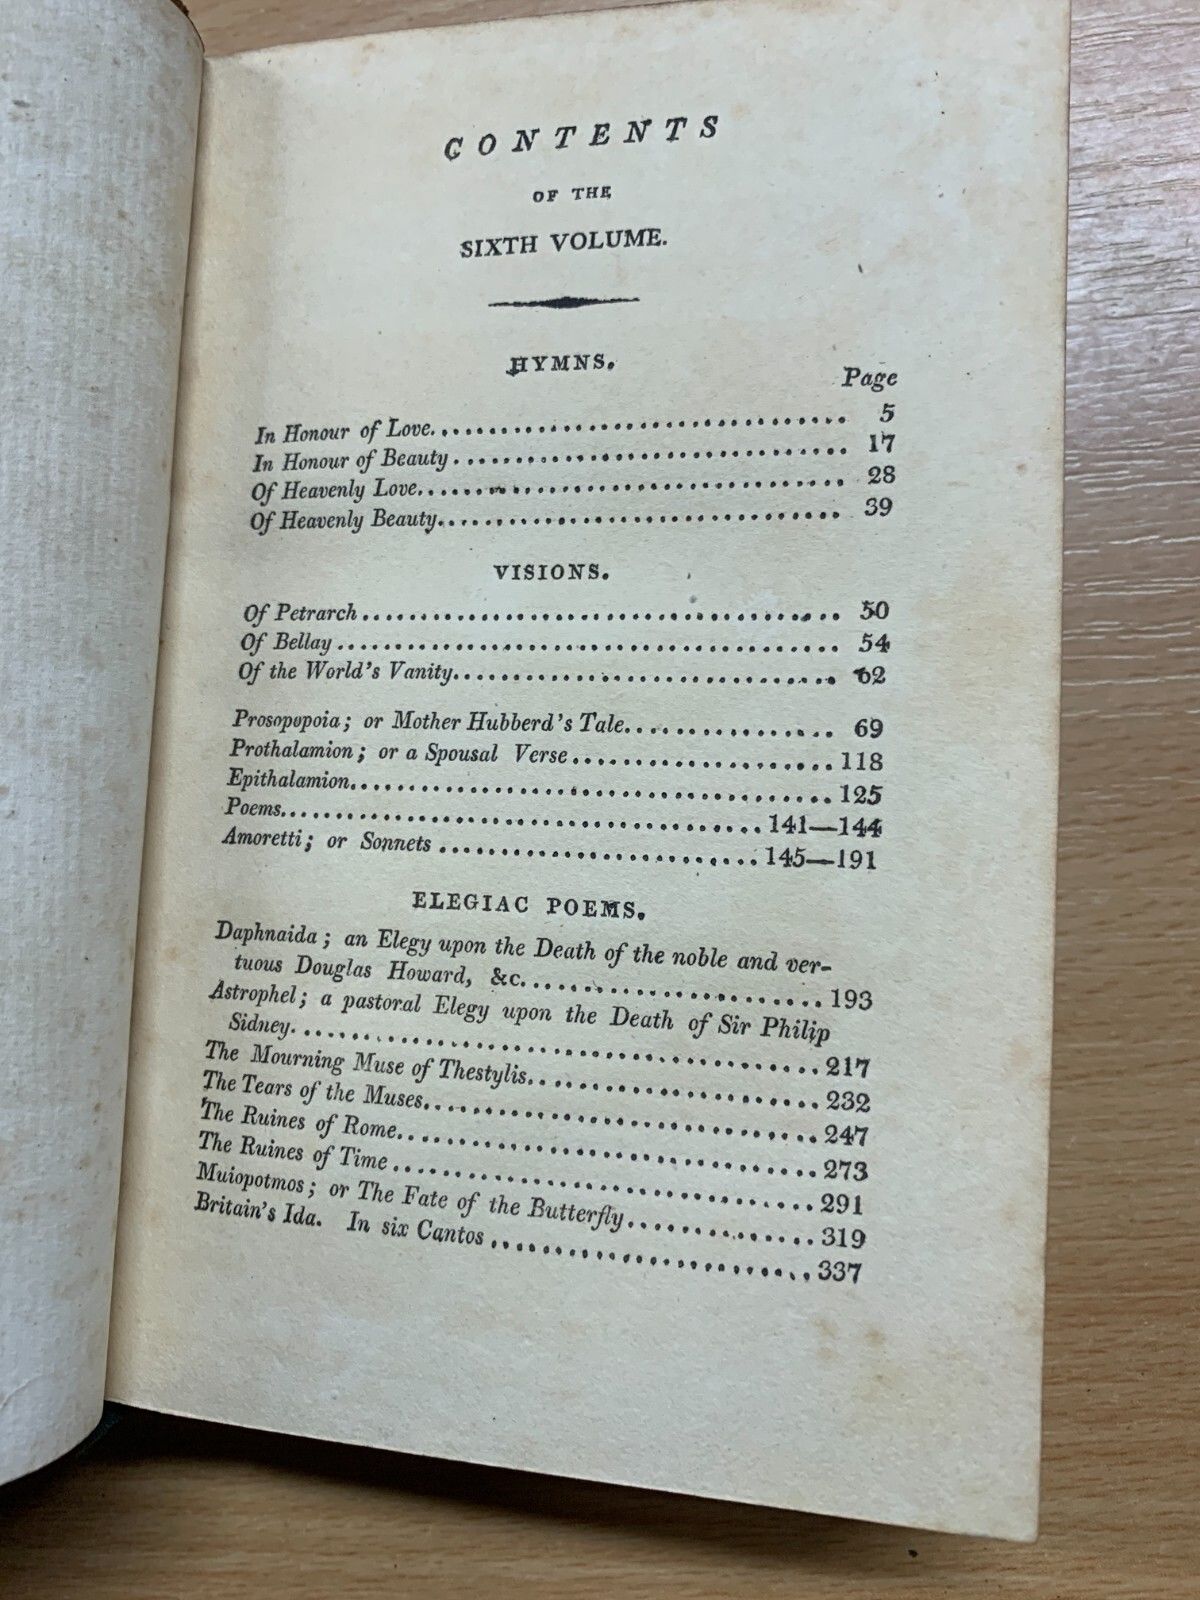 CONTENTS
OF THE
SIXTH VOLUME.
HYMNS.
Page
In Honour of Love................................. 5
In Honour of Beauty ................................ 17
Of Heavenly Love................................... 28
Of Heavenly Beauty................................. 39
VISIONS.
Of Petrarch ....................................... 50
Of Bellay ......................................... 54
Of the World's Vanity............................... 62
Prosopopoia; or Mother Hubberd's Tale............... 69
Prothalamion; or a Spousal Verse ....................118
Epithalamion.......................................125
Poems.......................................141—144
Amoretti; or Sonnets ..........................145—191
ELEGIAC POEMS.
Daphnaida; an Elegy upon the Death of the noble and ver-
tuous Douglas Howard, &c.........................193
Astrophel; a pastoral Elegy upon the Death of Sir Philip
Sidney..........................................217
The Mourning Muse of Thestylis.......................232
The Tears of the Muses................................247
The Ruines of Rome..................................273
The Ruines of Time ..................................291
Muiopotmos; or The Fate of the Butterfly...............319
Britain's Ida. In six Cantos ...........................337